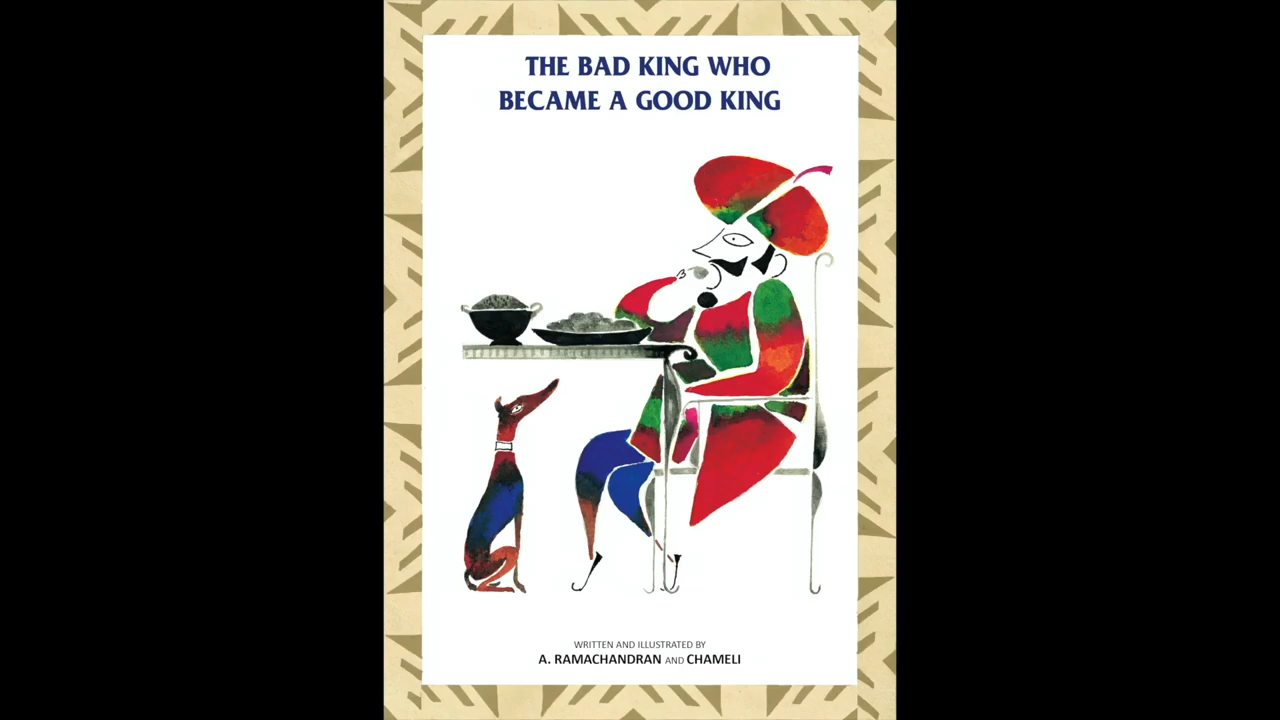 THE BAD KING WHO
BECAME A GOOD KING
WRITTEN AND ILLUSTRATED BY
A. RAMACHANDRAN AND CHAMELI